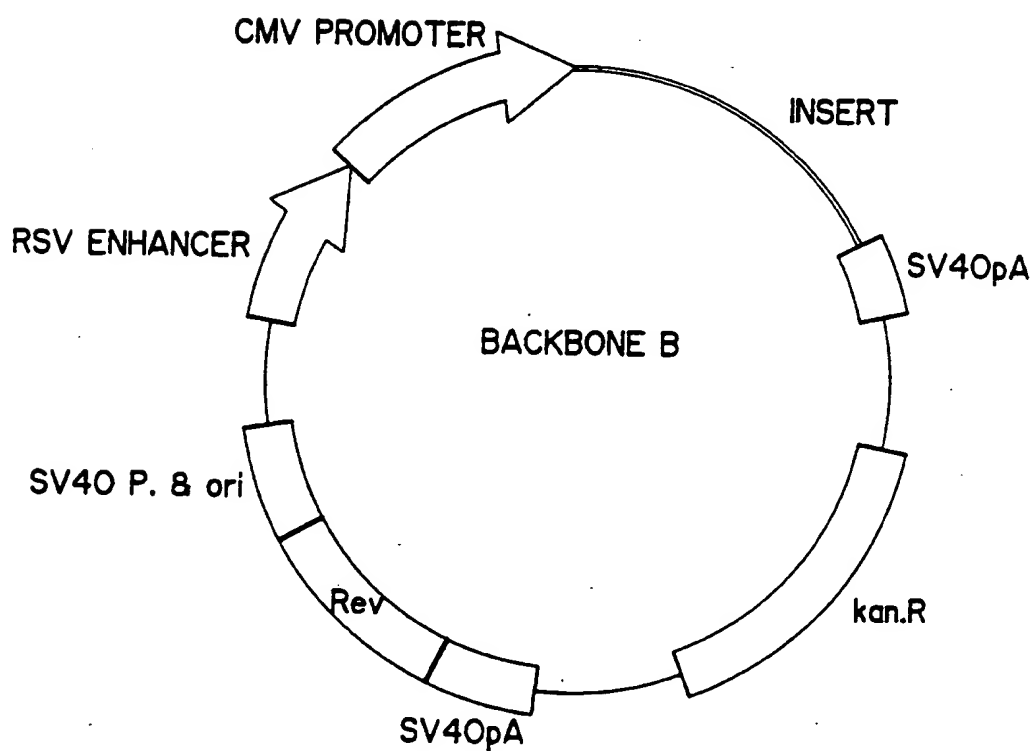 CMV PROMOTER
INSERT
RSV ENHANCER
SV40pA
BACKBONE B
SV40 P. & ori
Rev
kan.R
SV40pA